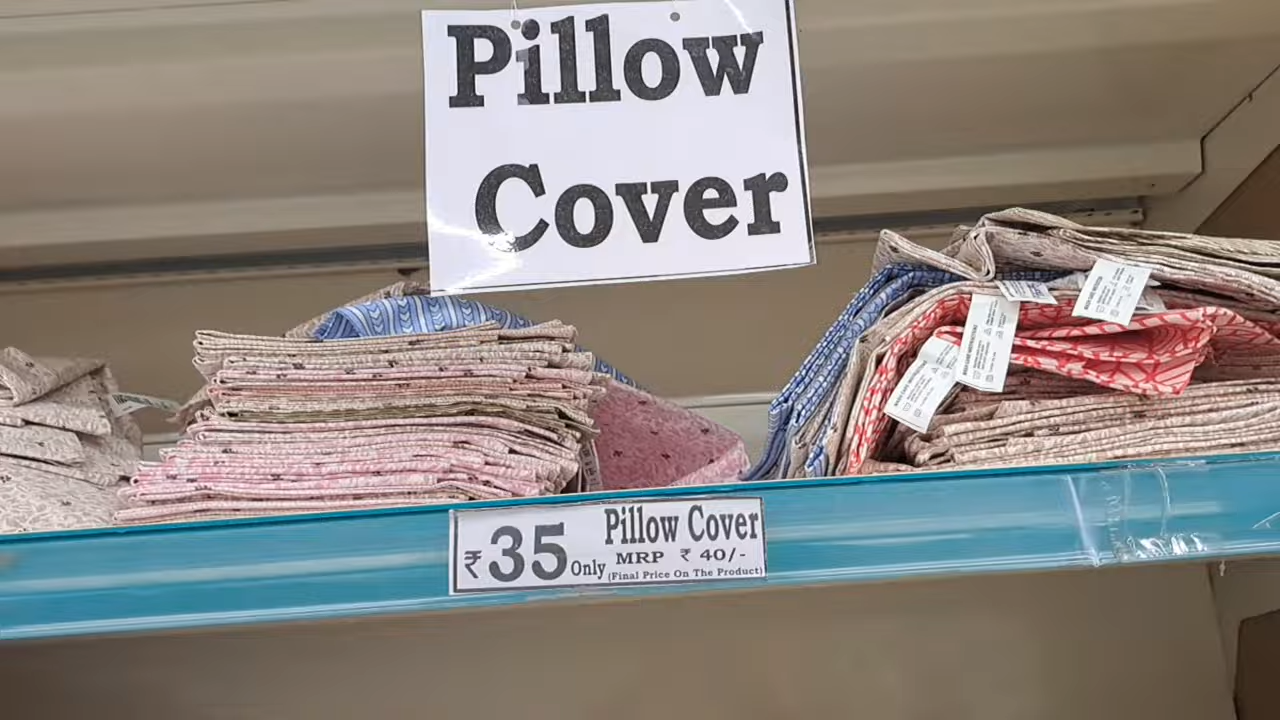 Pillow
Cover
₹35 Only
Pillow Cover
MRP ₹ 40/-
(Final Price On The Product)